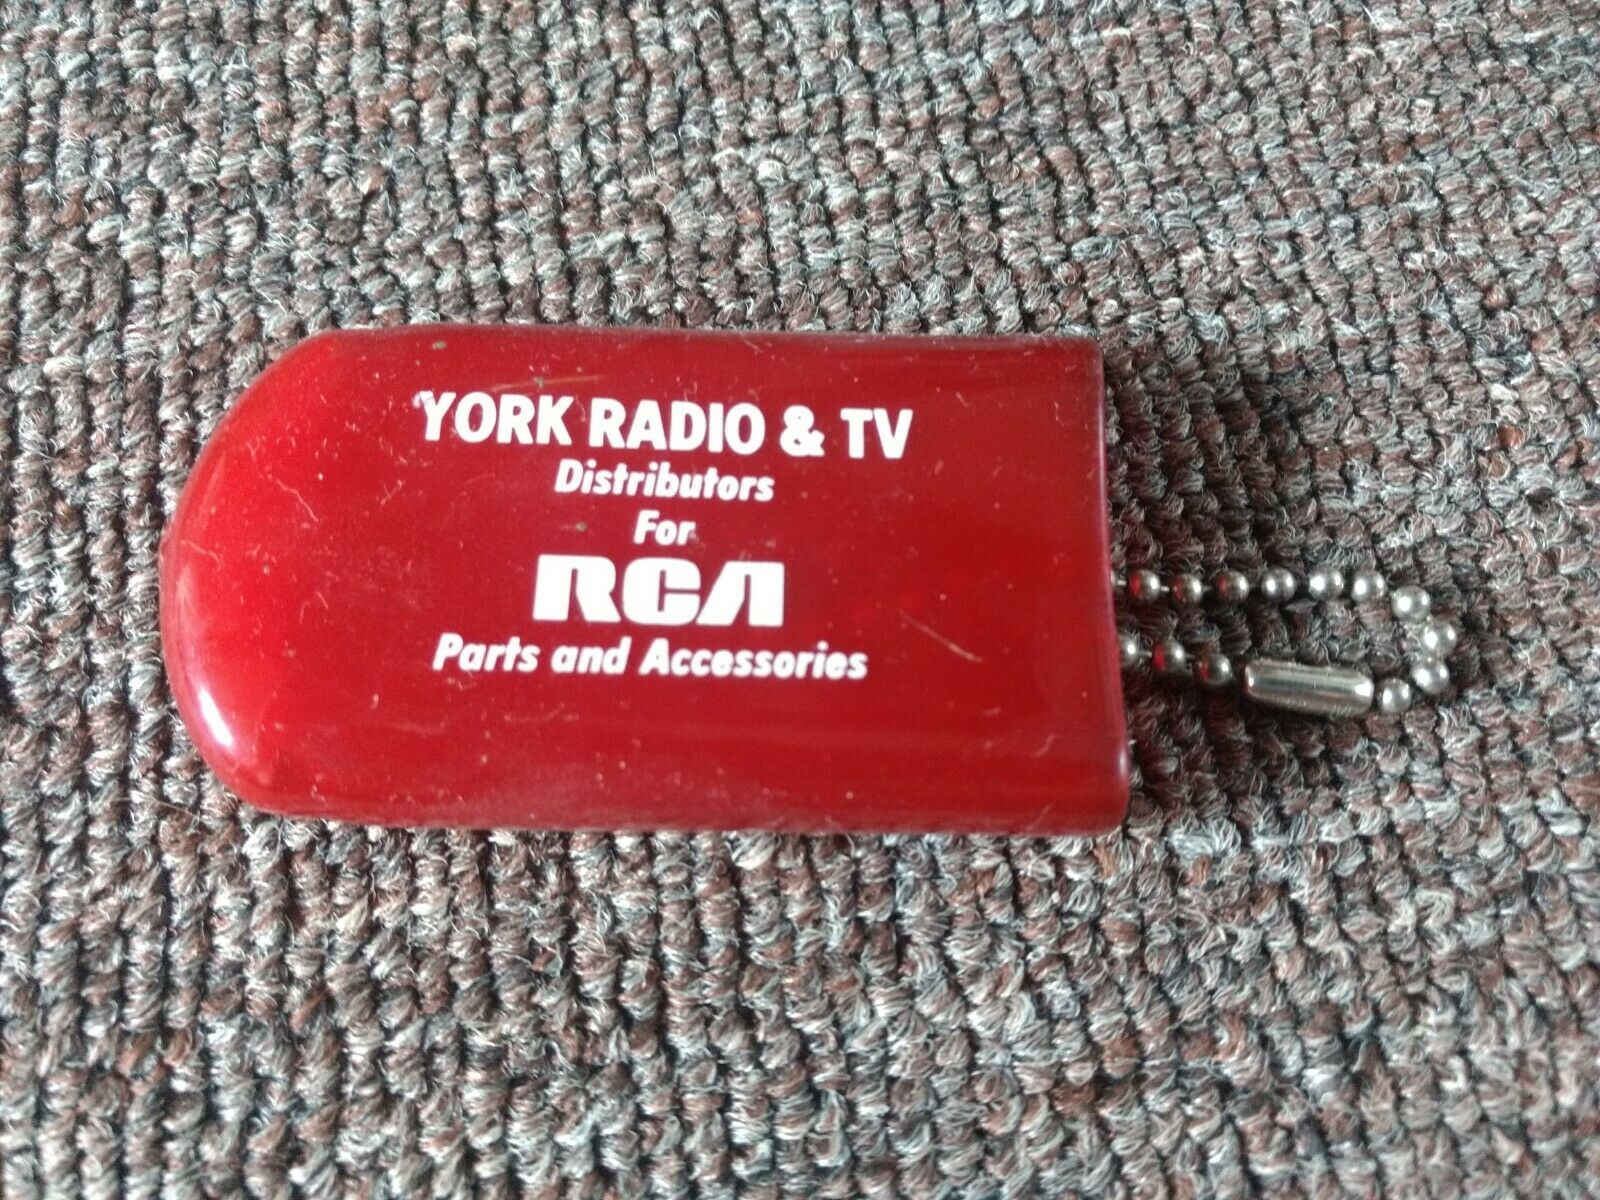 YORK RADIO & TV
Distributors
For
RCA
Parts and Accessories